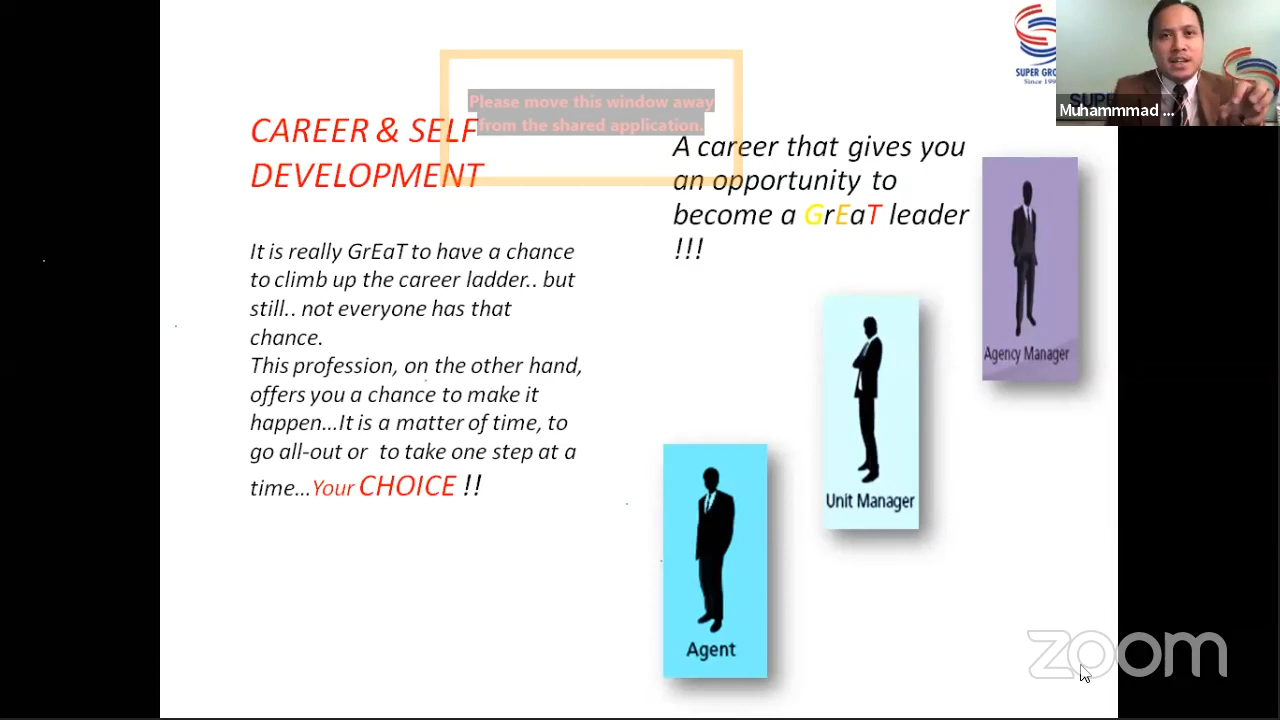 SUPER GRO
Since 199
Muhammmad ...
Please move this window away
from the shared application.
CAREER & SELF
DEVELOPMENT
A career that gives you
an opportunity to
become a GrEaT leader
!!!
It is really GrEaT to have a chance
to climb up the career ladder.. but
still.. not everyone has that
chance.
This profession, on the other hand,
offers you a chance to make it
happen...It is a matter of time, to
go all-out or to take one step at a
time...Your CHOICE !!
Agency Manager
Unit Manager
Agent
zoom